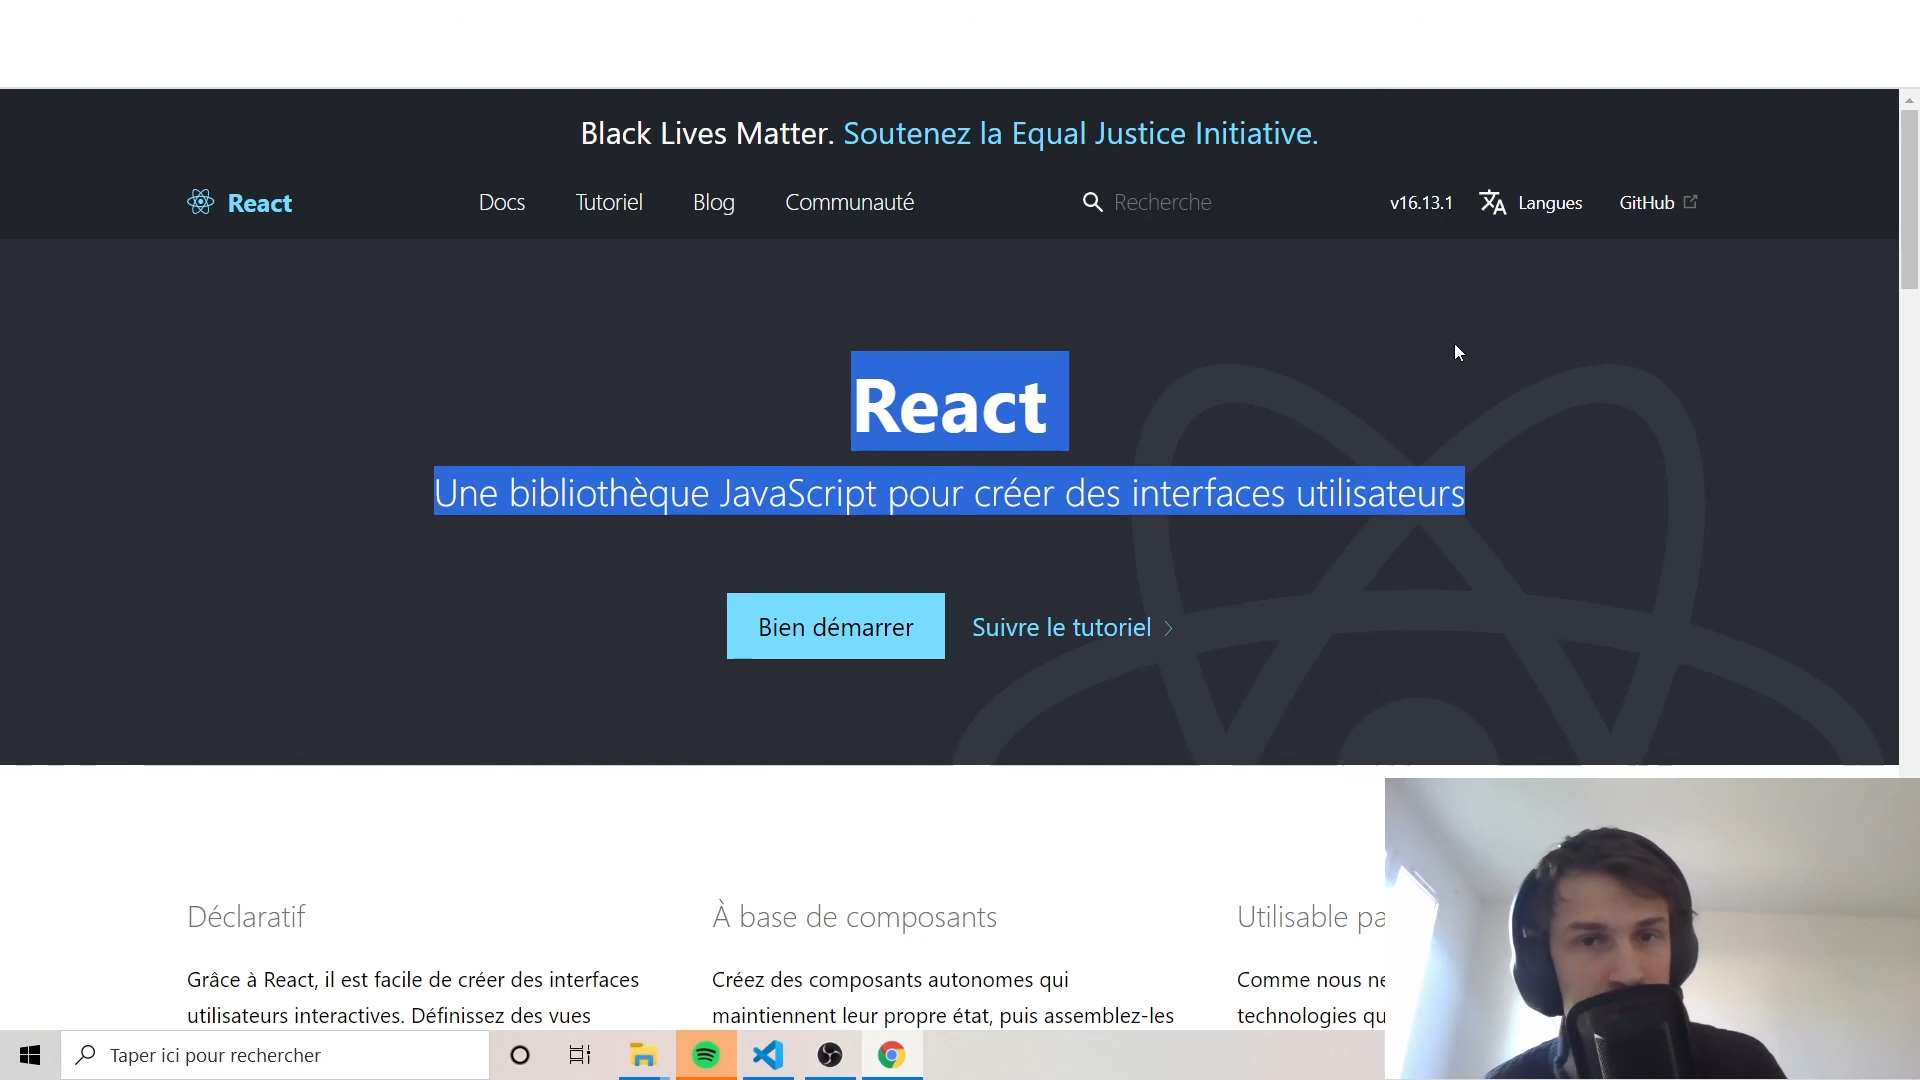 Black Lives Matter. Soutenez la Equal Justice Initiative.
React Docs Tutoriel Blog Communauté Recherche v16.13.1 Langues GitHub
React
Une bibliothèque JavaScript pour créer des interfaces utilisateurs
Bien démarrer Suivre le tutoriel
Déclaratif
Grâce à React, il est facile de créer des interfaces
utilisateurs interactives. Définissez des vues
À base de composants
Créez des composants autonomes qui
maintiennent leur propre état, puis assemblez-les
Utilisable pa
Comme nous ne
technologies qu
Taper ici pour rechercher